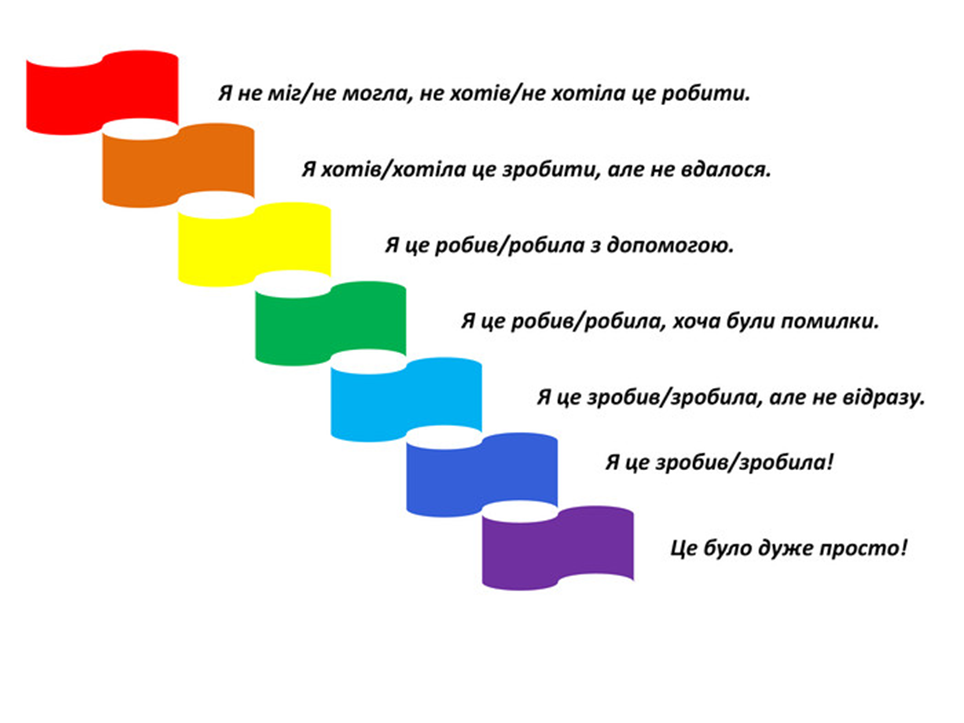 Я не міг/не могла, не хотів/не хотіла це робити.
Я хотів/хотіла це зробити, але не вдалося.
Я це робив/робила з допомогою.
Я це робив/робила, хоча були помилки.
Я це зробив/зробила, але не відразу.
Я це зробив/зробила!
Це було дуже просто!